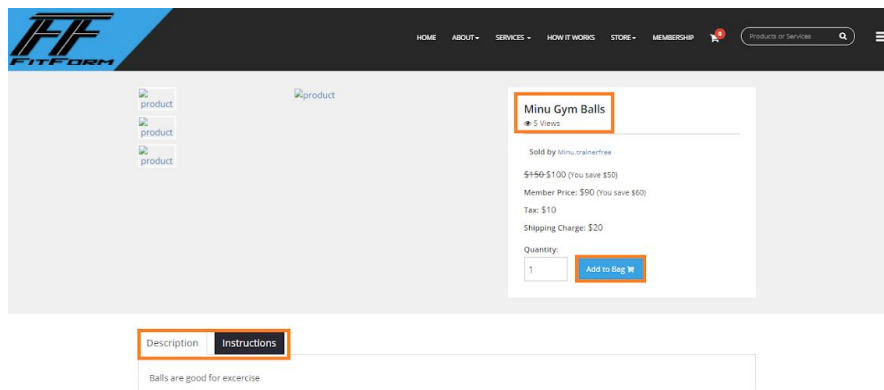 FF
FITFORM
HOME ABOUT SERVICES HOW IT WORKS STORE MEMBERSHIP 0 Products or Services
product
product
product
product
Minu Gym Balls
5 Views
Sold by Minu.trainerfree
$150 $100 (You save $50)
Member Price: $90 (You save $60)
Tax: $10
Shipping Charge: $20
Quantity:
1 Add to Bag
Description Instructions
Balls are good for excercise